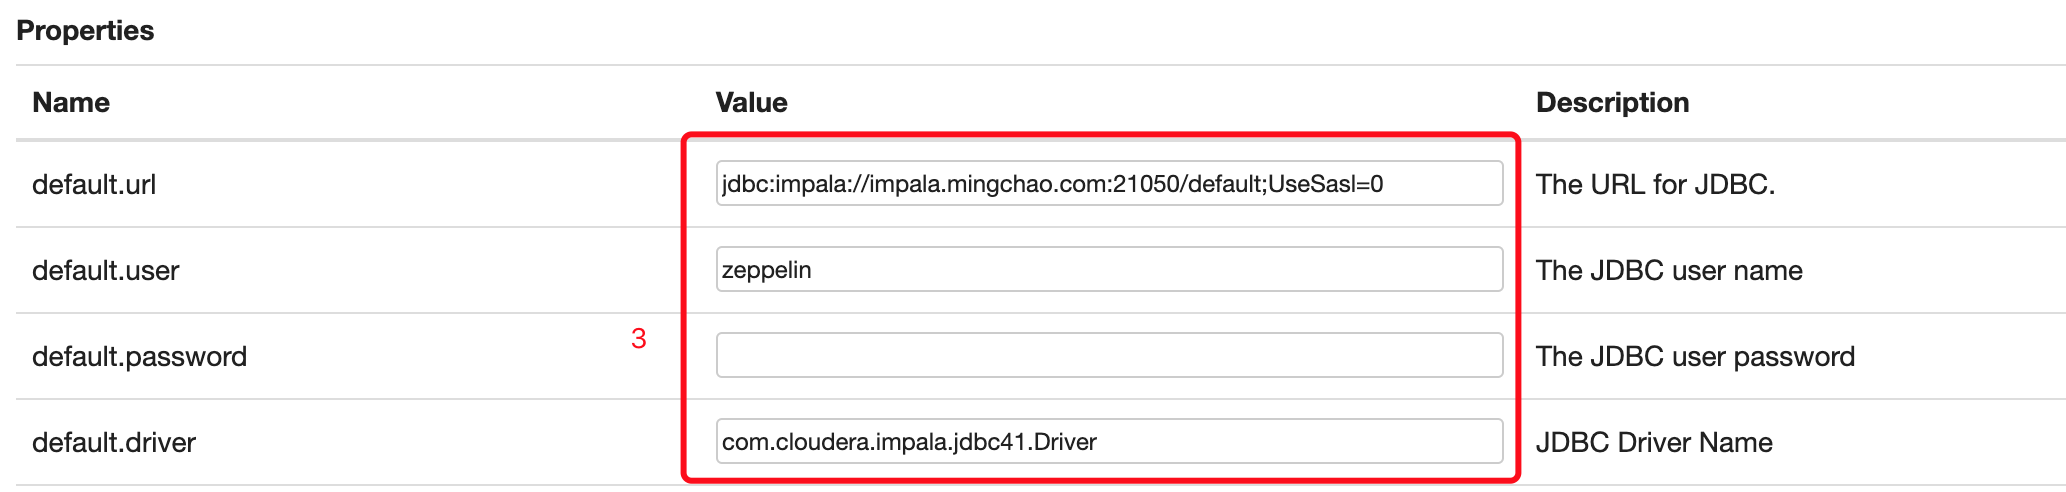 Properties
Name Value Description
default.url jdbc:impala://impala.mingchao.com:21050/default;UseSasl=0 The URL for JDBC.
default.user zeppelin The JDBC user name
3
default.password The JDBC user password
default.driver com.cloudera.impala.jdbc41.Driver JDBC Driver Name